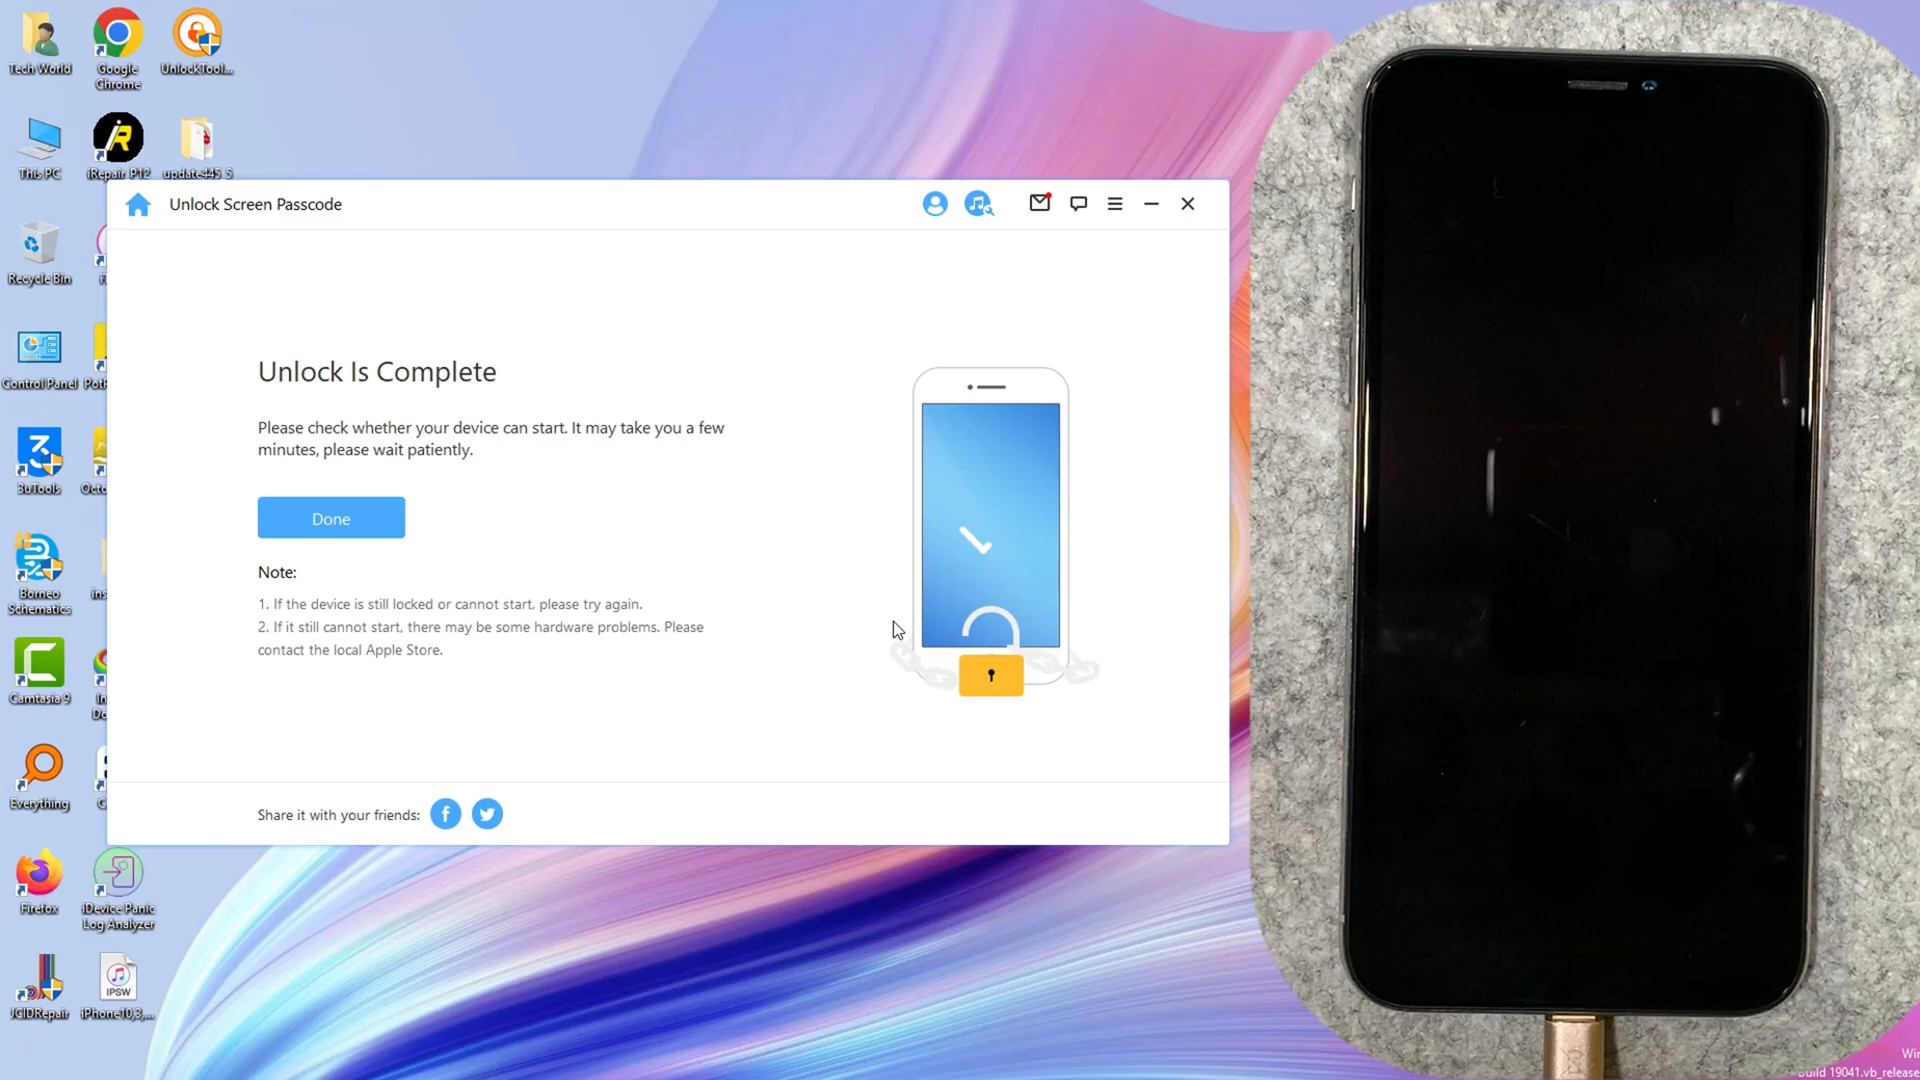 Tech World
Google
Chrome
UnlockTool...
This PC
iRepair P12
update445_5
Unlock Screen Passcode
Recycle Bin
Unlock Is Complete
Please check whether your device can start. It may take you a few
minutes, please wait patiently.
Control Panel
3uTools
Done
Note:
1. If the device is still locked or cannot start, please try again.
2. If it still cannot start, there may be some hardware problems. Please
contact the local Apple Store.
Borneo
Schematics
Camtasia 9
Everything
Share it with your friends:
Firefox
iDevice Panic
Log Analyzer
JCIDRepair
IPSW
iPhone10,3,...
Build 19041.vb_release